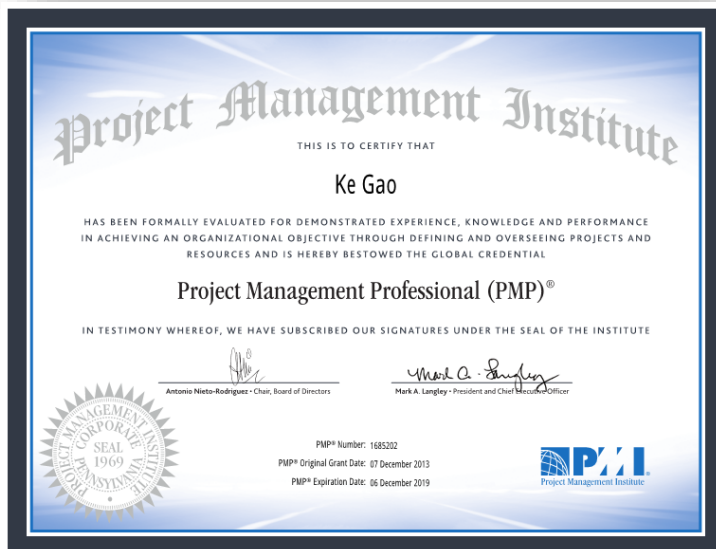 Project Management Institute
THIS IS TO CERTIFY THAT
Ke Gao
HAS BEEN FORMALLY EVALUATED FOR DEMONSTRATED EXPERIENCE, KNOWLEDGE AND PERFORMANCE
IN ACHIEVING AN ORGANIZATIONAL OBJECTIVE THROUGH DEFINING AND OVERSEEING PROJECTS AND
RESOURCES AND IS HEREBY BESTOWED THE GLOBAL CREDENTIAL
Project Management Professional (PMP)®
IN TESTIMONY WHEREOF, WE HAVE SUBSCRIBED OUR SIGNATURES UNDER THE SEAL OF THE INSTITUTE
Mark A. Langley
Antonio Nieto-Rodriguez • Chair, Board of Directors
Mark A. Langley • President and Chief Executive Officer
PROJECT MANAGEMENT INSTITUTE
CORPORATE
SEAL
1969
PENNSYLVANIA
PMP® Number: 1685202
PMP® Original Grant Date: 07 December 2013
PMP® Expiration Date: 06 December 2019
PMI®
Project Management Institute